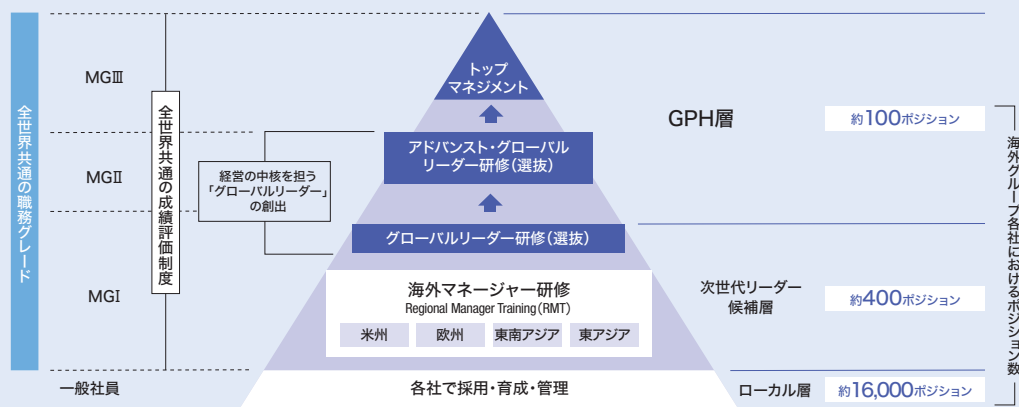 全世界共通の職務グレード
MGⅢ
MGⅡ
MGⅠ
一般社員
全世界共通の成績評価制度
経営の中核を担う
「グローバルリーダー」
の創出
トップ
マネジメント
アドバンスト・グローバル
リーダー研修（選抜）
グローバルリーダー研修（選抜）
海外マネージャー研修
Regional Manager Training（RMT）
米州
欧州
東南アジア
東アジア
各社で採用・育成・管理
GPH層
約100ポジション
次世代リーダー
候補層
約400ポジション
ローカル層
約16,000ポジション
海外グループ各社におけるポジション数